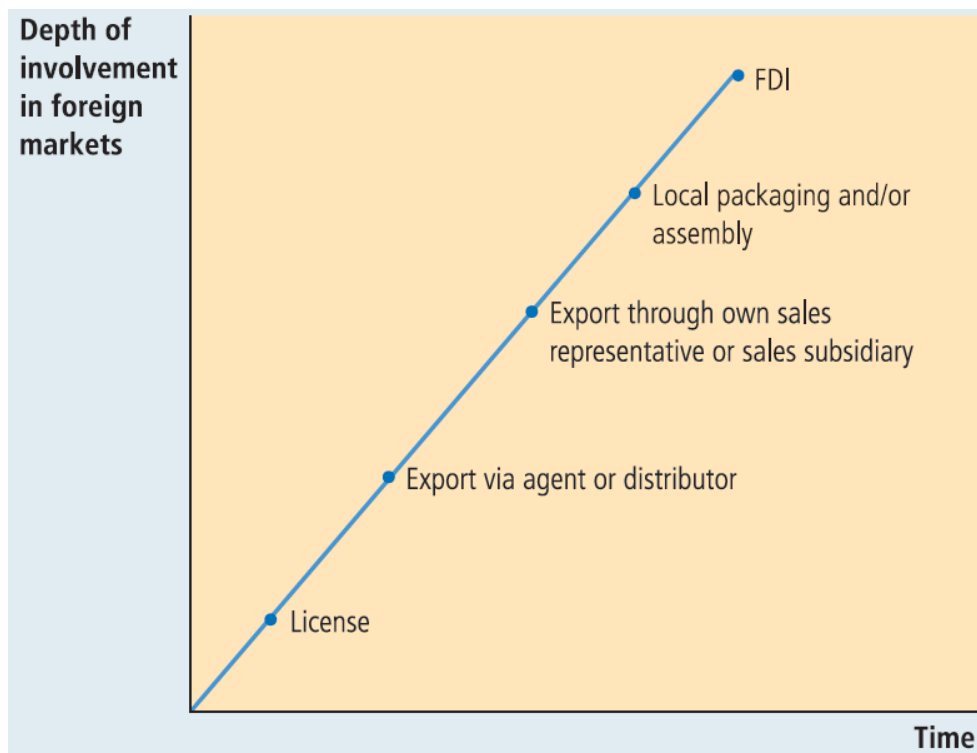 Depth of
involvement
in foreign
markets
FDI
Local packaging and/or
assembly
Export through own sales
representative or sales subsidiary
Export via agent or distributor
License
Time